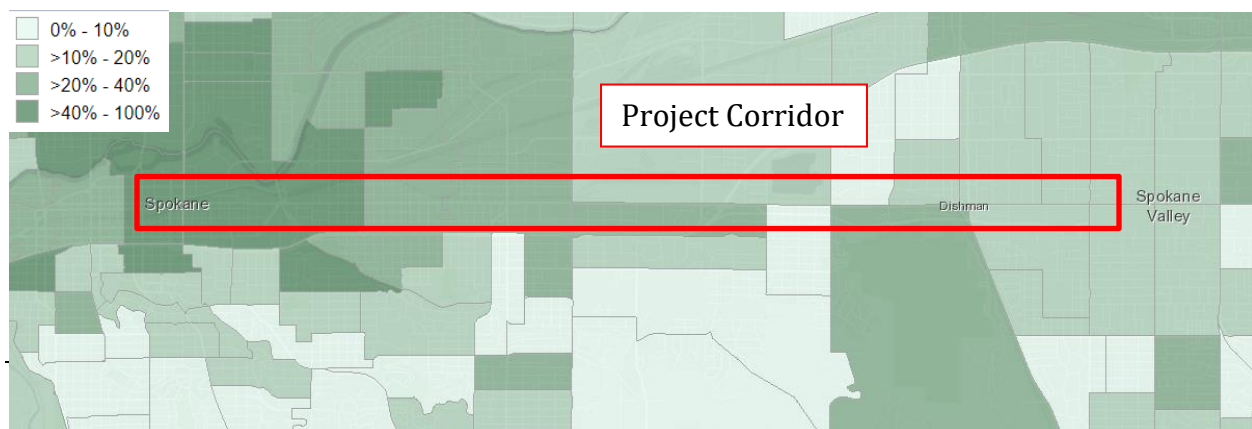 0% - 10%
>10% - 20%
>20% - 40%
>40% - 100%
Project Corridor
Spokane
Dishman
Spokane
Valley